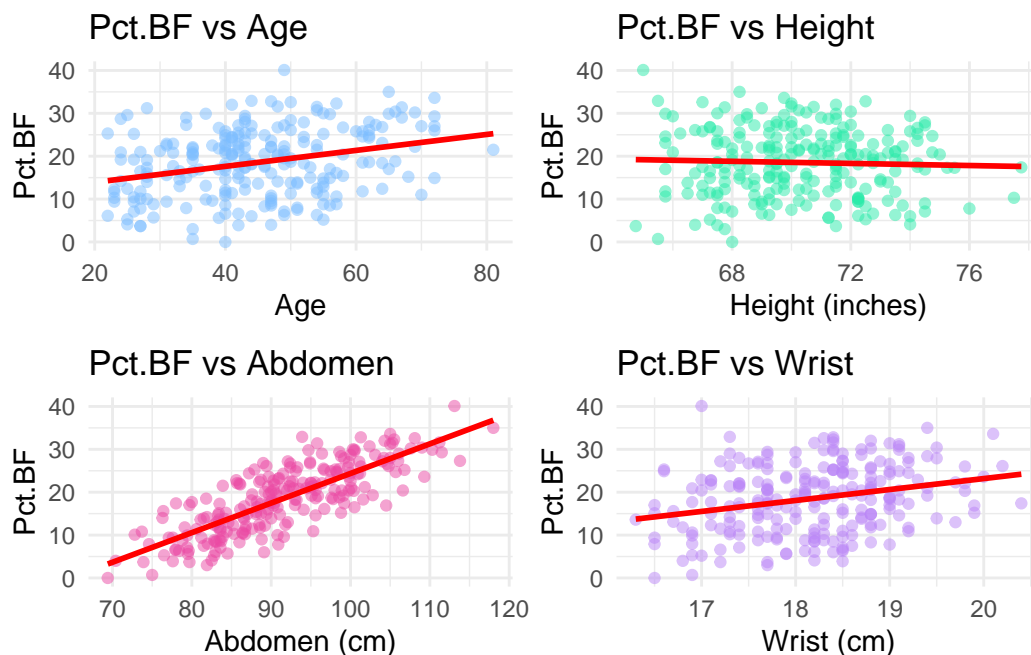 Pct.BF vs Age
40
30
20
10
0
Pct.BF
20 40 60 80
Age
Pct.BF vs Height
40
30
20
10
0
Pct.BF
68 72 76
Height (inches)
Pct.BF vs Abdomen
40
30
20
10
0
Pct.BF
70 80 90 100 110 120
Abdomen (cm)
Pct.BF vs Wrist
40
30
20
10
0
Pct.BF
17 18 19 20
Wrist (cm)